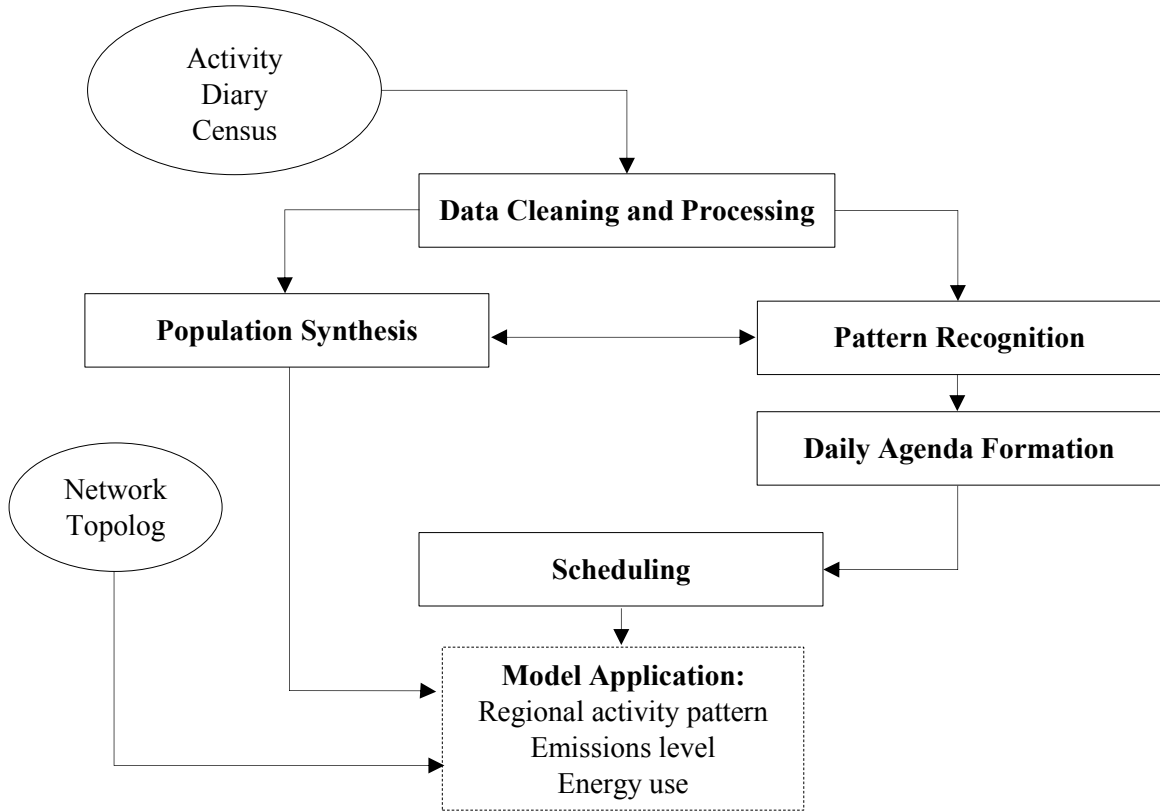 Activity
Diary
Census
Data Cleaning and Processing
Population Synthesis
Pattern Recognition
Daily Agenda Formation
Network
Topolog
Scheduling
Model Application:
Regional activity pattern
Emissions level
Energy use